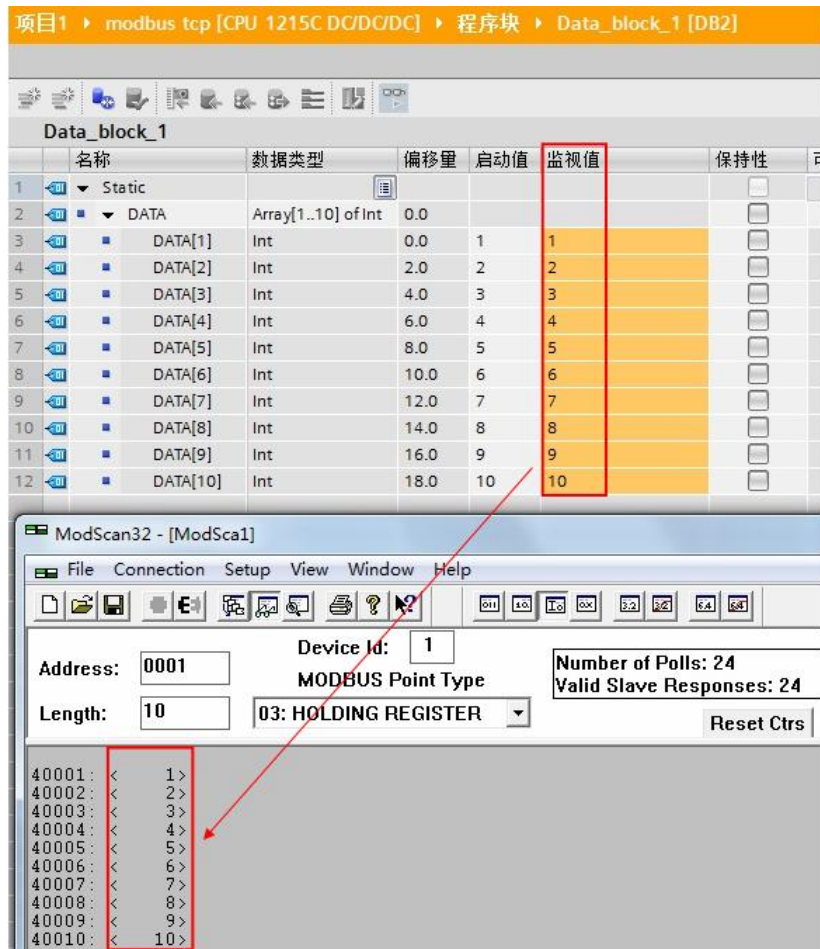 项目1 ▸ modbus tcp [CPU 1215C DC/DC/DC] ▸ 程序块 ▸ Data_block_1 [DB2]
Data_block_1
名称 数据类型 偏移量 启动值 监视值 保持性
1 Static
2 DATA Array[1..10] of Int 0.0
3 DATA[1] Int 0.0 1 1
4 DATA[2] Int 2.0 2 2
5 DATA[3] Int 4.0 3 3
6 DATA[4] Int 6.0 4 4
7 DATA[5] Int 8.0 5 5
8 DATA[6] Int 10.0 6 6
9 DATA[7] Int 12.0 7 7
10 DATA[8] Int 14.0 8 8
11 DATA[9] Int 16.0 9 9
12 DATA[10] Int 18.0 10 10
ModScan32 - [ModSca1]
File Connection Setup View Window Help
Device Id: 1
Address: 0001
MODBUS Point Type
Number of Polls: 24
Valid Slave Responses: 24
Length: 10
03: HOLDING REGISTER
Reset Ctrs
40001: < 1>
40002: < 2>
40003: < 3>
40004: < 4>
40005: < 5>
40006: < 6>
40007: < 7>
40008: < 8>
40009: < 9>
40010: < 10>